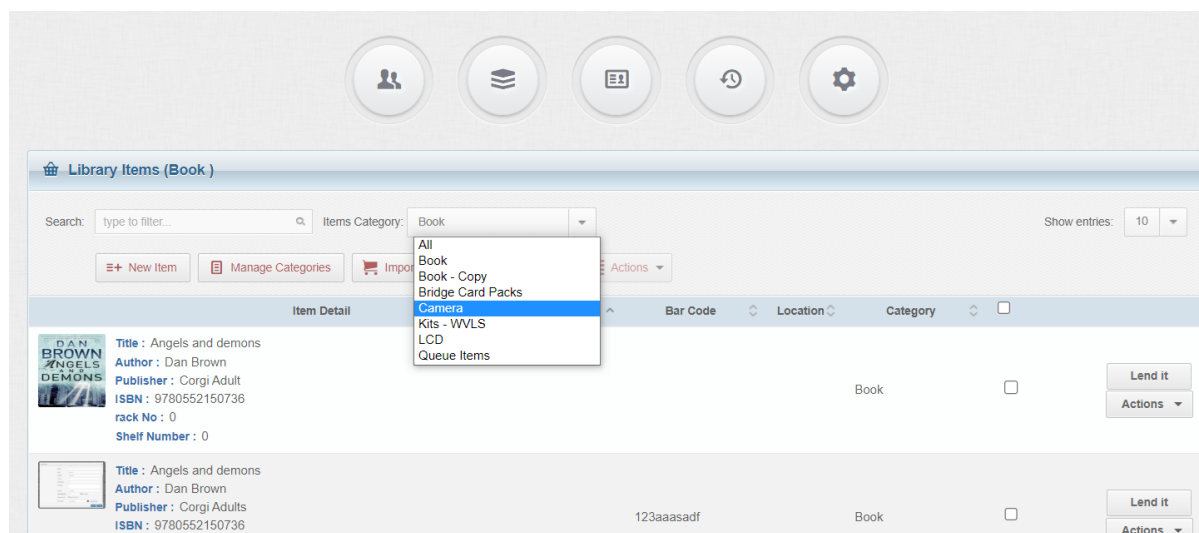 Library Items (Book )
Search: type to filter... Items Category: Book Show entries: 10
All
Book
Book - Copy
Bridge Card Packs
Camera
Kits - WVLS
LCD
Queue Items
New Item Manage Categories Impor Actions
Item Detail Bar Code Location Category
DAN
BROWN
ANGELS
AND
DEMONS
Title : Angels and demons
Author : Dan Brown
Publisher : Corgi Adult
ISBN : 9780552150736
rack No : 0
Shelf Number : 0
Book
Lend it
Actions
Title : Angels and demons
Author : Dan Brown
Publisher : Corgi Adults
ISBN : 9780552150736
123aaasadf
Book
Lend it
Actions